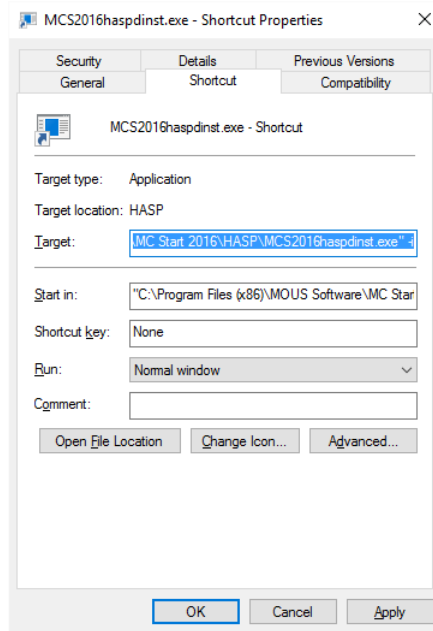 MCS2016haspdinst.exe - Shortcut Properties
Security Details Previous Versions
General Shortcut Compatibility
MCS2016haspdinst.exe - Shortcut
Target type: Application
Target location: HASP
Target: \MC Start 2016\HASP\MCS2016haspdinst.exe" -i
Start in: "C:\Program Files (x86)\MOUS Software\MC Star
Shortcut key: None
Run: Normal window
Comment:
Open File Location Change Icon... Advanced...
OK Cancel Apply